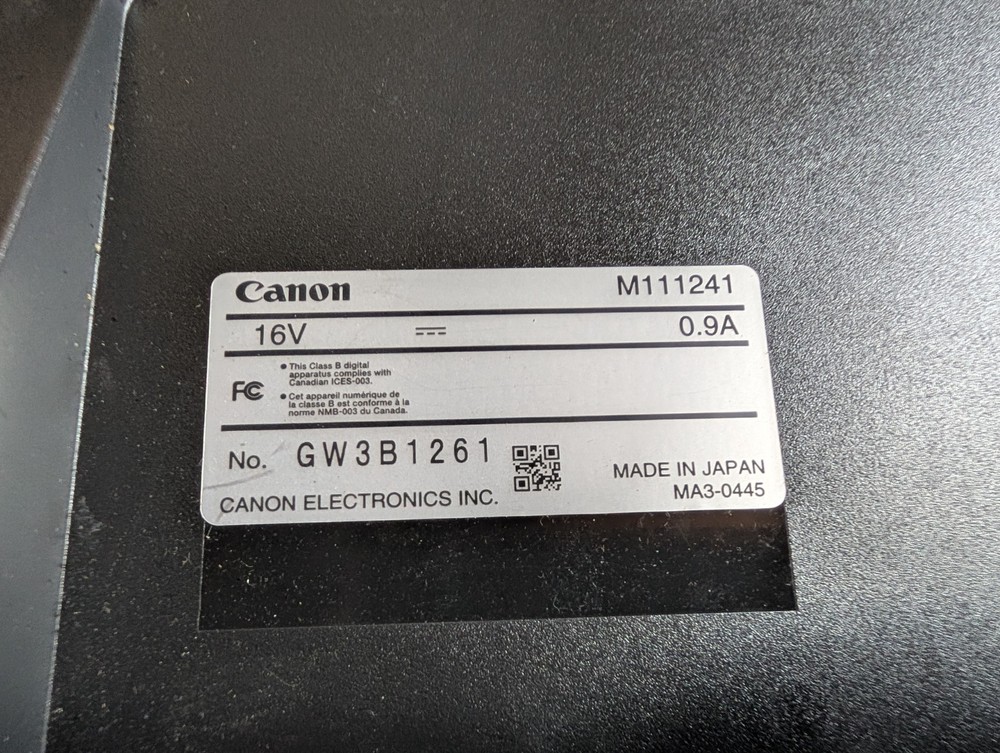 Canon M111241
16V 0.9A
FC
● This Class B digital
apparatus complies with
Canadian ICES-003.
● Cet appareil numérique de
la classe B est conforme à la
norme NMB-003 du Canada.
No. GW3B1261
MADE IN JAPAN
CANON ELECTRONICS INC. MA3-0445